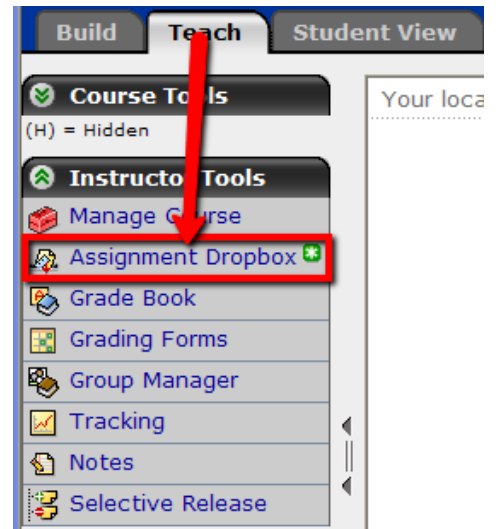 Build Teach Student View
Course Tools
Your loca
(H) = Hidden
Instructor Tools
Manage Course
Assignment Dropbox
Grade Book
Grading Forms
Group Manager
Tracking
Notes
Selective Release